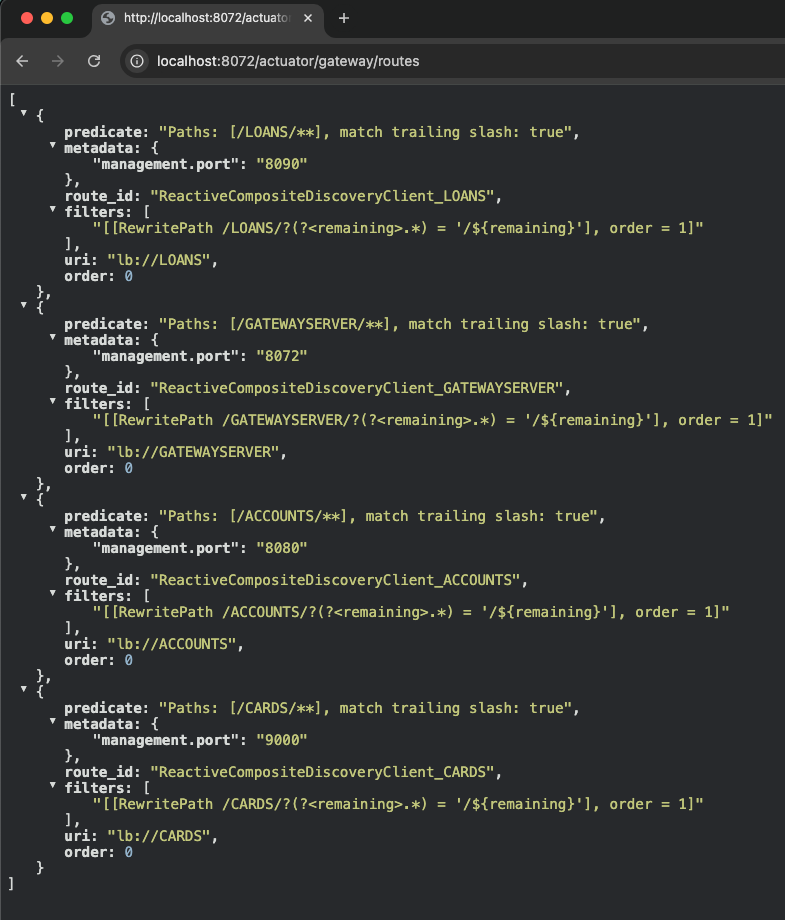 http://localhost:8072/actuato
localhost:8072/actuator/gateway/routes
[
{
predicate: "Paths: [/LOANS/**], match trailing slash: true",
metadata: {
"management.port": "8090"
},
route_id: "ReactiveCompositeDiscoveryClient_LOANS",
filters: [
"[[RewritePath /LOANS/?(?<remaining>.*) = '/${remaining}'], order = 1]"
],
uri: "lb://LOANS",
order: 0
},
{
predicate: "Paths: [/GATEWAYSERVER/**], match trailing slash: true",
metadata: {
"management.port": "8072"
},
route_id: "ReactiveCompositeDiscoveryClient_GATEWAYSERVER",
filters: [
"[[RewritePath /GATEWAYSERVER/?(?<remaining>.*) = '/${remaining}'], order = 1]"
],
uri: "lb://GATEWAYSERVER",
order: 0
},
{
predicate: "Paths: [/ACCOUNTS/**], match trailing slash: true",
metadata: {
"management.port": "8080"
},
route_id: "ReactiveCompositeDiscoveryClient_ACCOUNTS",
filters: [
"[[RewritePath /ACCOUNTS/?(?<remaining>.*) = '/${remaining}'], order = 1]"
],
uri: "lb://ACCOUNTS",
order: 0
},
{
predicate: "Paths: [/CARDS/**], match trailing slash: true",
metadata: {
"management.port": "9000"
},
route_id: "ReactiveCompositeDiscoveryClient_CARDS",
filters: [
"[[RewritePath /CARDS/?(?<remaining>.*) = '/${remaining}'], order = 1]"
],
uri: "lb://CARDS",
order: 0
}
]